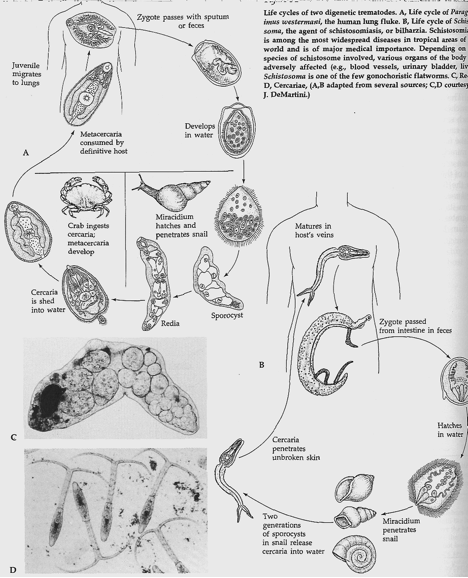 Life cycles of two digenetic trematodes. A, Life cycle of Parag
imus westermani, the human lung fluke. B, Life cycle of Schis
soma, the agent of schistosomiasis, or bilharzia. Schistosomi
is among the most widespread diseases in tropical areas of
world and is of major medical importance. Depending on
species of schistosome involved, various organs of the body
adversely affected (e.g., blood vessels, urinary bladder, liv
Schistosoma is one of the few gonochoristic flatworms. C, Re
D, Cercariae, (A,B adapted from several sources; C,D courtesy
J. DeMartini.)
Zygote passes with sputum
or feces
Juvenile
migrates
to lungs
Metacercaria
consumed by
definitive host
Develops
in water
A
Crab ingests
cercaria;
metacercaria
develop
Miracidium
hatches and
penetrates snail
Cercaria
is shed
into water
Redia
Sporocyst
Matures in
host's veins
Zygote passed
from intestine in feces
B
Hatches
in water
C
Cercaria
penetrates
unbroken skin
D
Two
generations
of sporocysts
in snail release
cercaria into water
Miracidium
penetrates
snail